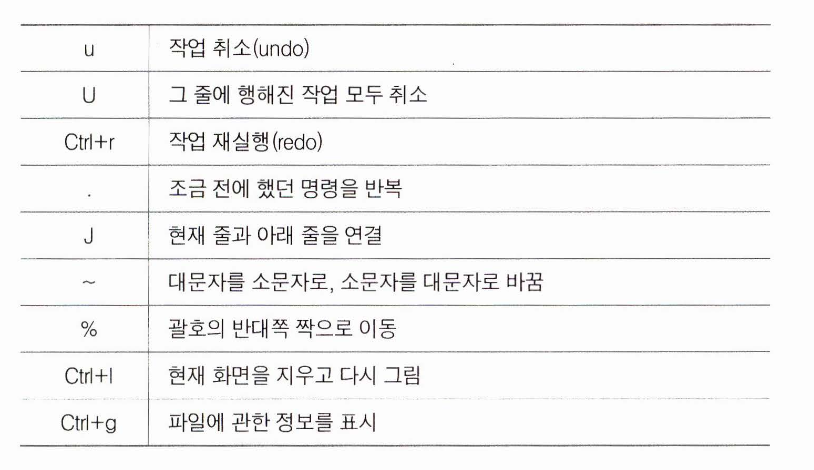 u 작업 취소(undo)
U 그 줄에 행해진 작업 모두 취소
Ctrl+r 작업 재실행(redo)
. 조금 전에 했던 명령을 반복
J 현재 줄과 아래 줄을 연결
~ 대문자를 소문자로, 소문자를 대문자로 바꿈
% 괄호의 반대쪽 짝으로 이동
Ctrl+l 현재 화면을 지우고 다시 그림
Ctrl+g 파일에 관한 정보를 표시